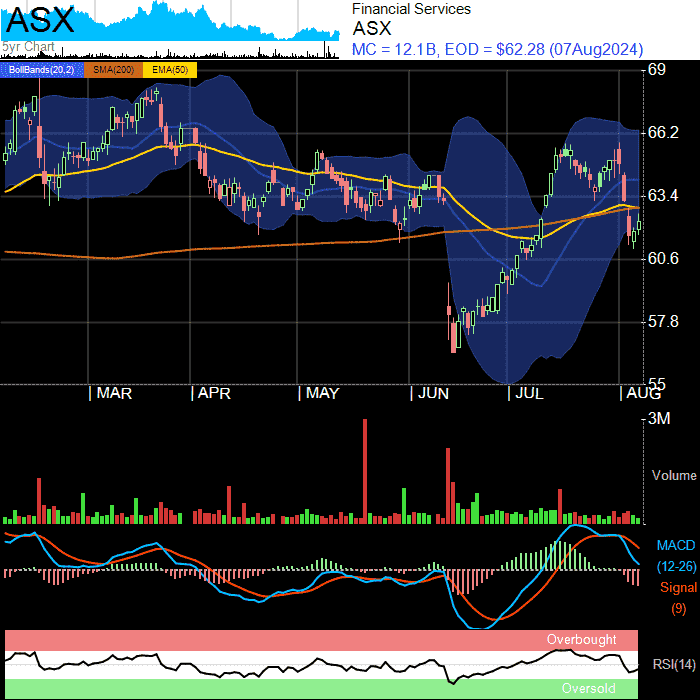 ASX
5yr Chart
Financial Services
ASX
MC = 12.1B, EOD = $62.28 (07Aug2024)
BollBands(20,2) SMA(200) EMA(50)
69
66.2
63.4
60.6
57.8
55
| MAR | APR | MAY | JUN | JUL | AUG
3M
Volume
MACD
(12-26)
Signal
(9)
Overbought
RSI(14)
Oversold